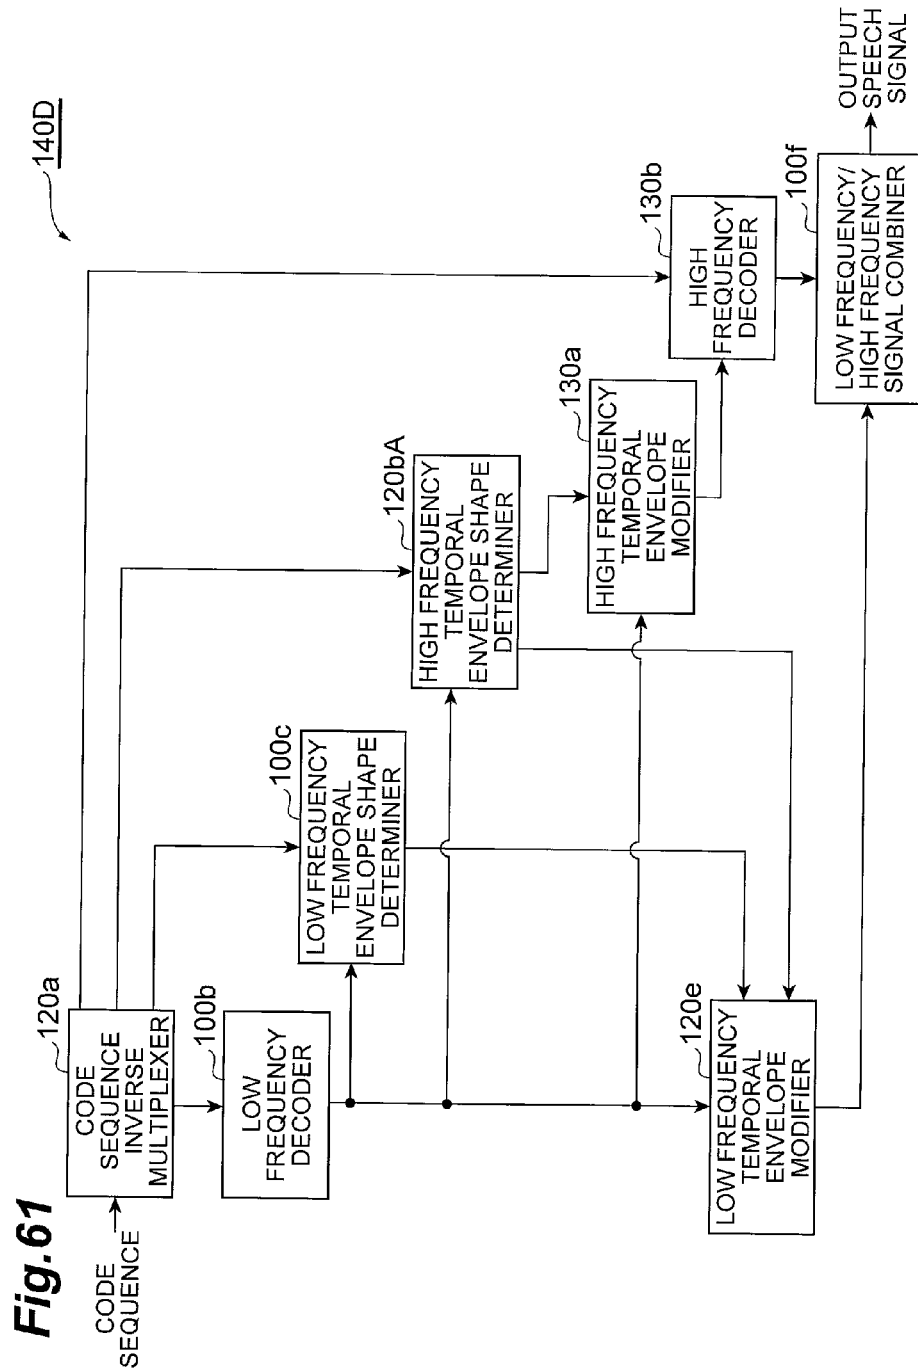 Fig.61
140D
CODE
SEQUENCE
120a
CODE
SEQUENCE
INVERSE
MULTIPLEXER
100b
LOW
FREQUENCY
DECODER
100c
LOW FREQUENCY
TEMPORAL
ENVELOPE SHAPE
DETERMINER
120bA
HIGH FREQUENCY
TEMPORAL
ENVELOPE SHAPE
DETERMINER
130a
HIGH FREQUENCY
TEMPORAL
ENVELOPE
MODIFIER
130b
HIGH
FREQUENCY
DECODER
120e
LOW FREQUENCY
TEMPORAL
ENVELOPE
MODIFIER
100f
LOW FREQUENCY/
HIGH FREQUENCY
SIGNAL COMBINER
OUTPUT
SPEECH
SIGNAL